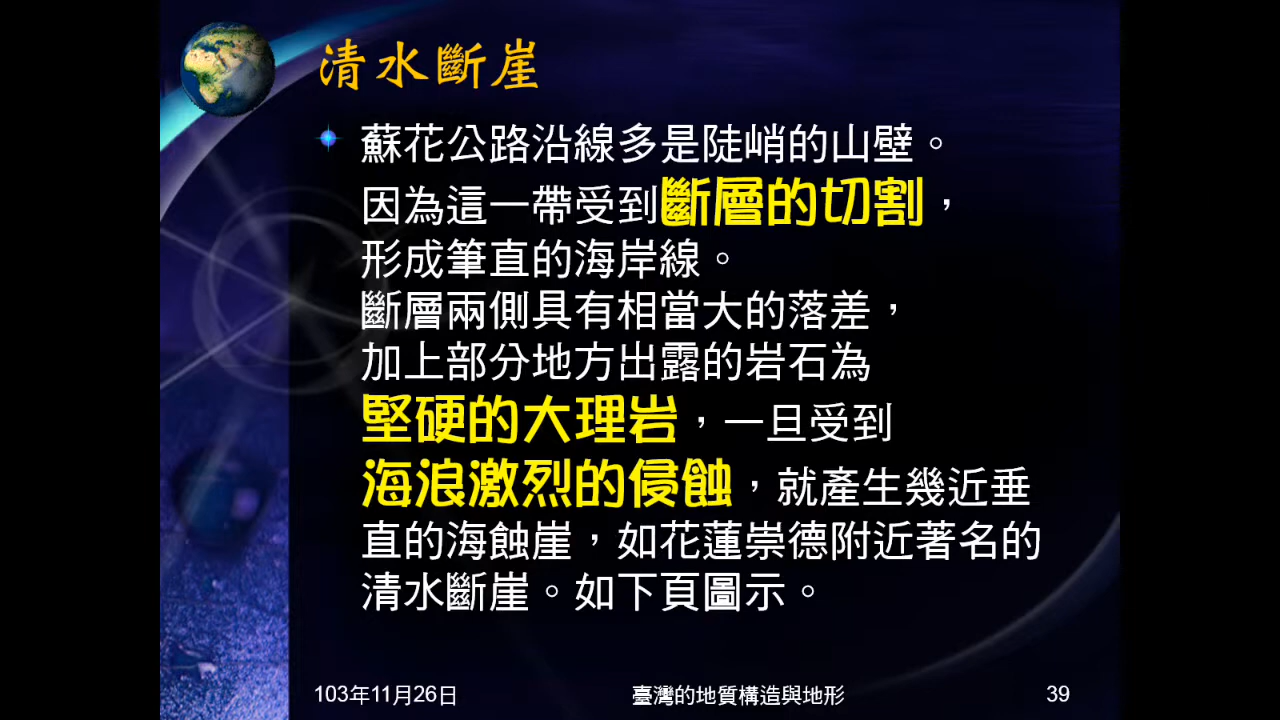 清水斷崖
蘇花公路沿線多是陡峭的山壁。
因為這一帶受到斷層的切割，
形成筆直的海岸線。
斷層兩側具有相當大的落差，
加上部分地方出露的岩石為
堅硬的大理岩，一旦受到
海浪激烈的侵蝕，就產生幾近垂
直的海蝕崖，如花蓮崇德附近著名的
清水斷崖。如下頁圖示。
103年11月26日
臺灣的地質構造與地形
39